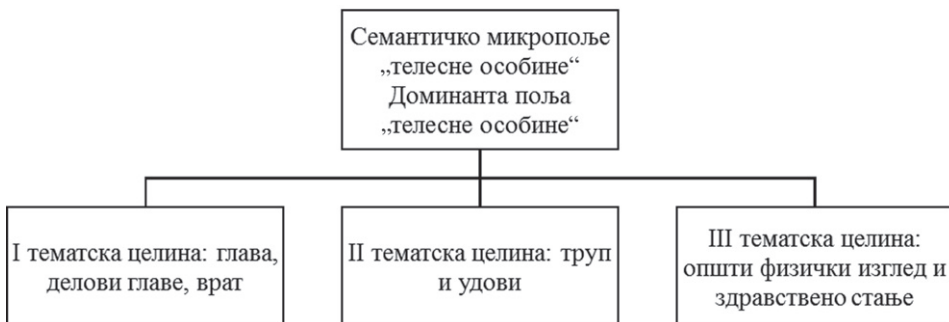 Семантичко микропоље
„телесне особине“
Доминанта поља
„телесне особине“
I тематска целина: глава,
делови главе, врат
II тематска целина: труп
и удови
III тематска целина:
општи физички изглед и
здравствено стање